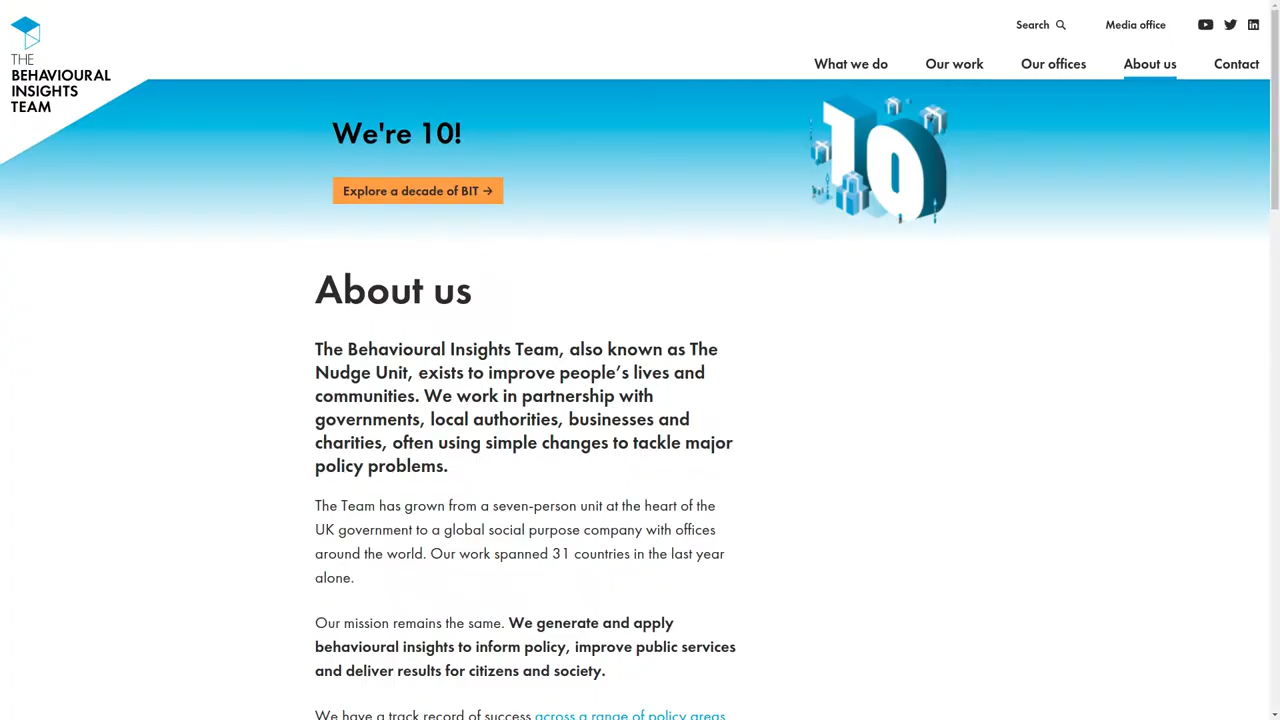 Search
Media office
THE
BEHAVIOURAL
INSIGHTS
TEAM
What we do
Our work
Our offices
About us
Contact
We're 10!
10
Explore a decade of BIT →
About us
The Behavioural Insights Team, also known as The
Nudge Unit, exists to improve people’s lives and
communities. We work in partnership with
governments, local authorities, businesses and
charities, often using simple changes to tackle major
policy problems.
The Team has grown from a seven-person unit at the heart of the
UK government to a global social purpose company with offices
around the world. Our work spanned 31 countries in the last year
alone.
Our mission remains the same. We generate and apply
behavioural insights to inform policy, improve public services
and deliver results for citizens and society.
We have a track record of success across a range of policy areas